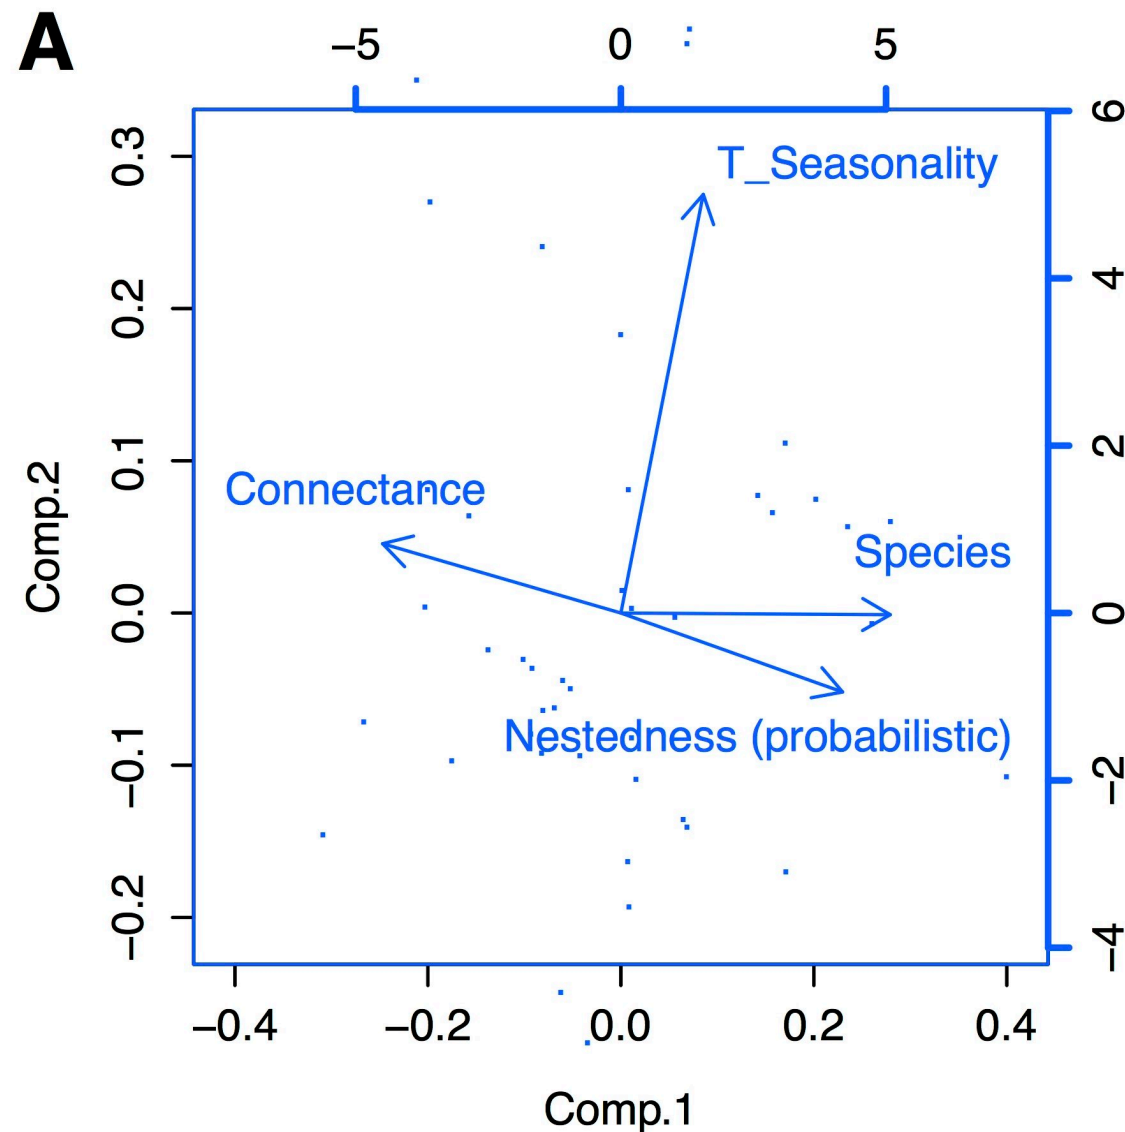 A
−5 0 5
T_Seasonality
Connectance
Species
Nestedness (probabilistic)
0.3
0.2
0.1
0.0
−0.1
−0.2
Comp.2
6
4
2
0
−2
−4
−0.4 −0.2 0.0 0.2 0.4
Comp.1